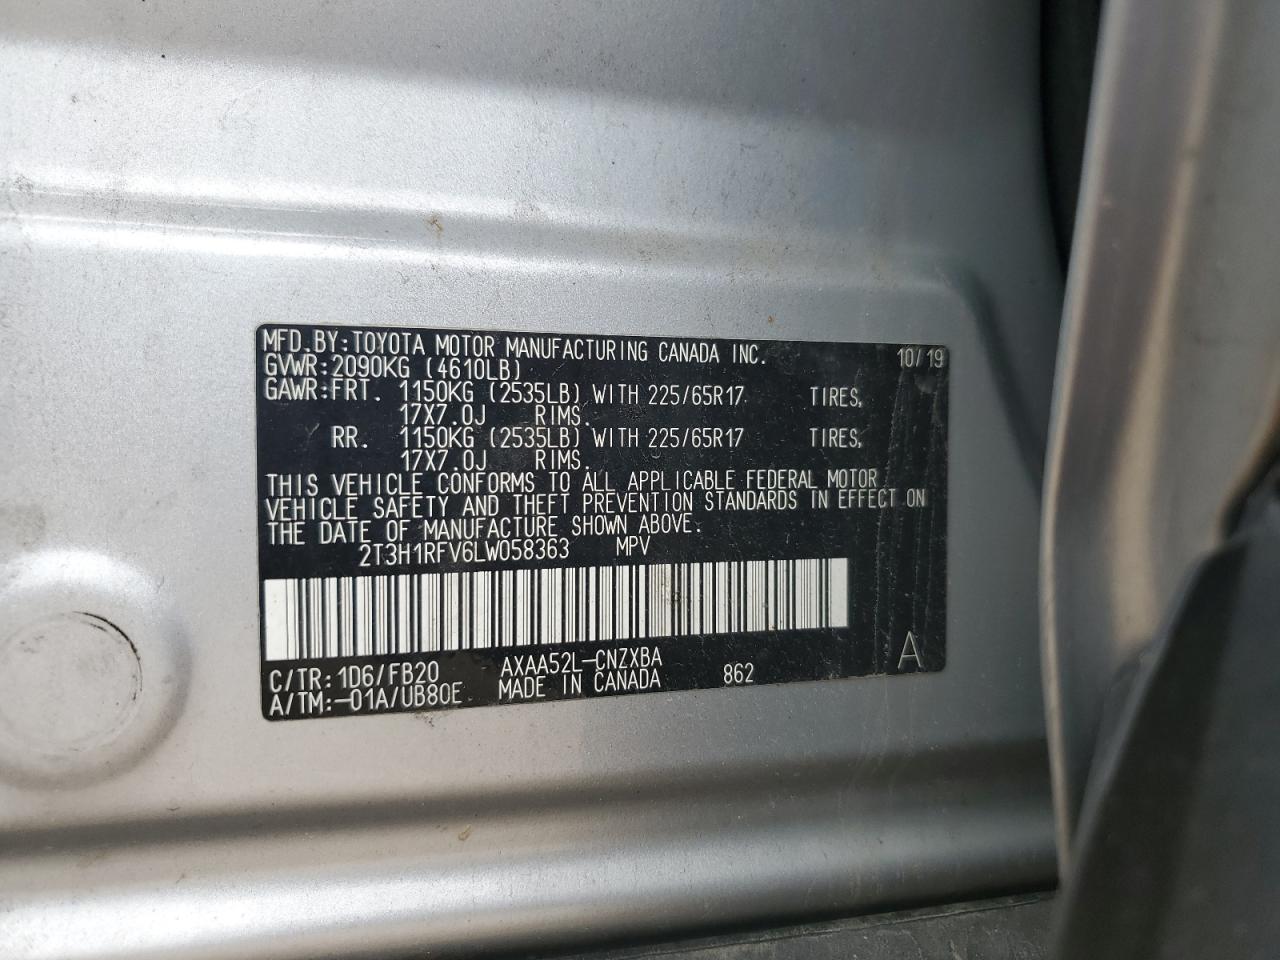 MFD.BY:TOYOTA MOTOR MANUFACTURING CANADA INC. 10/19
GVWR:2090KG (4610LB)
GAWR:FRT. 1150KG (2535LB) WITH 225/65R17 TIRES,
17X7.0J RIMS.
RR. 1150KG (2535LB) WITH 225/65R17 TIRES,
17X7.0J RIMS.
THIS VEHICLE CONFORMS TO ALL APPLICABLE FEDERAL MOTOR
VEHICLE SAFETY AND THEFT PREVENTION STANDARDS IN EFFECT ON
THE DATE OF MANUFACTURE SHOWN ABOVE.
2T3H1RFV6LW058363 MPV
C/TR:1D6/FB20 AXAA52L-CNZXBA
A/TM:-01A/UB80E MADE IN CANADA 862 A